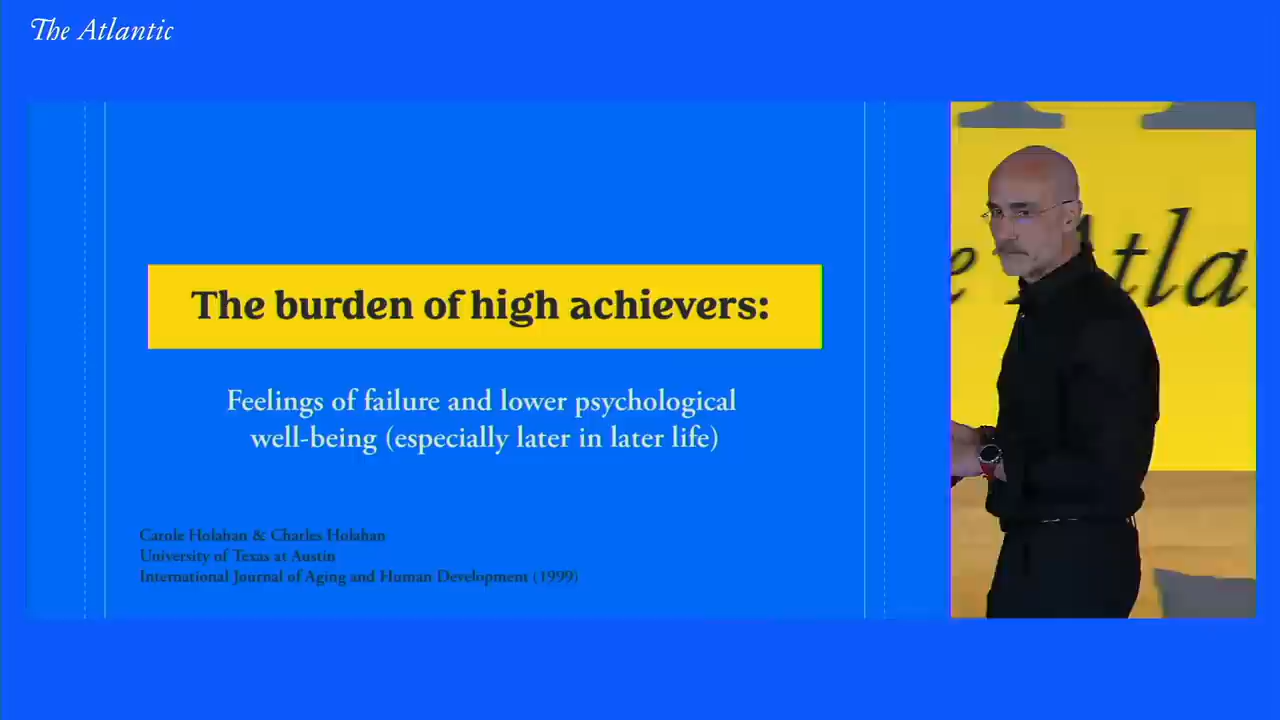 The Atlantic
The burden of high achievers:
Feelings of failure and lower psychological
well-being (especially later in later life)
Carole Holahan & Charles Holahan
University of Texas at Austin
International Journal of Aging and Human Development (1999)
e Atla